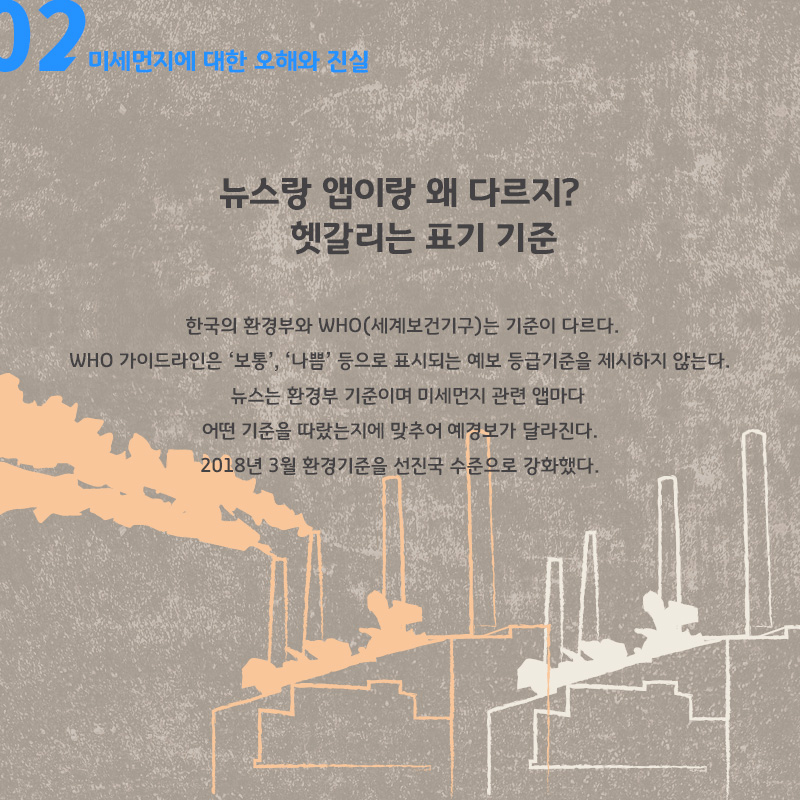 02 미세먼지에 대한 오해와 진실
뉴스랑 앱이랑 왜 다르지?
헷갈리는 표기 기준
한국의 환경부와 WHO(세계보건기구)는 기준이 다르다.
WHO 가이드라인은 ‘보통’, ‘나쁨’ 등으로 표시되는 예보 등급기준을 제시하지 않는다.
뉴스는 환경부 기준이며 미세먼지 관련 앱마다
어떤 기준을 따랐는지에 맞추어 예경보가 달라진다.
2018년 3월 환경기준을 선진국 수준으로 강화했다.